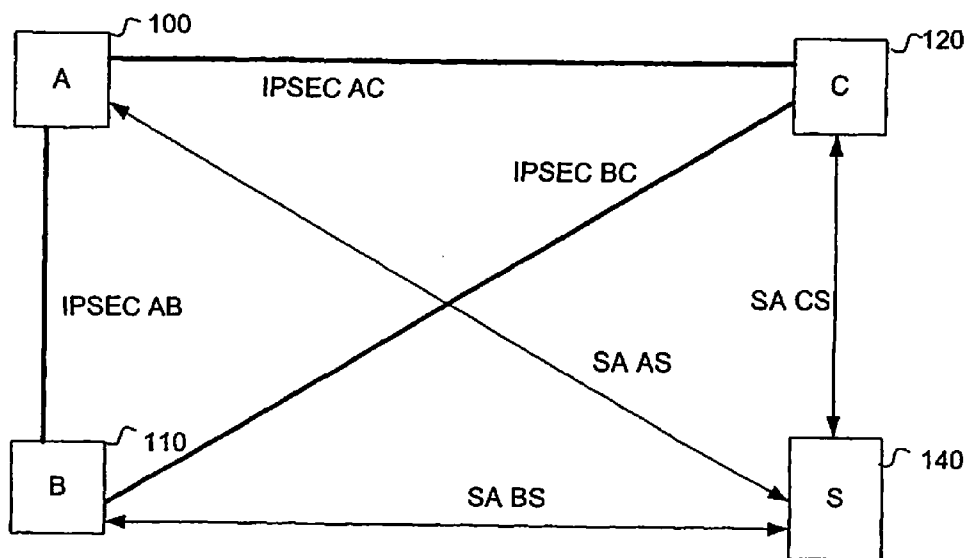 100
120
A
C
IPSEC AC
IPSEC BC
IPSEC AB
SA CS
SA AS
110
140
B
SA BS
S